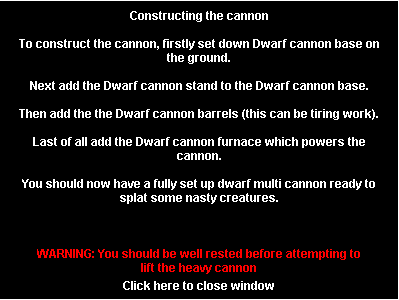 Constructing the cannon
To construct the cannon, firstly set down Dwarf cannon base on
the ground.
Next add the Dwarf cannon stand to the Dwarf cannon base.
Then add the the Dwarf cannon barrels (this can be tiring work).
Last of all add the Dwarf cannon furnace which powers the
cannon.
You should now have a fully set up dwarf multi cannon ready to
splat some nasty creatures.
WARNING: You should be well rested before attempting to
lift the heavy cannon
Click here to close window